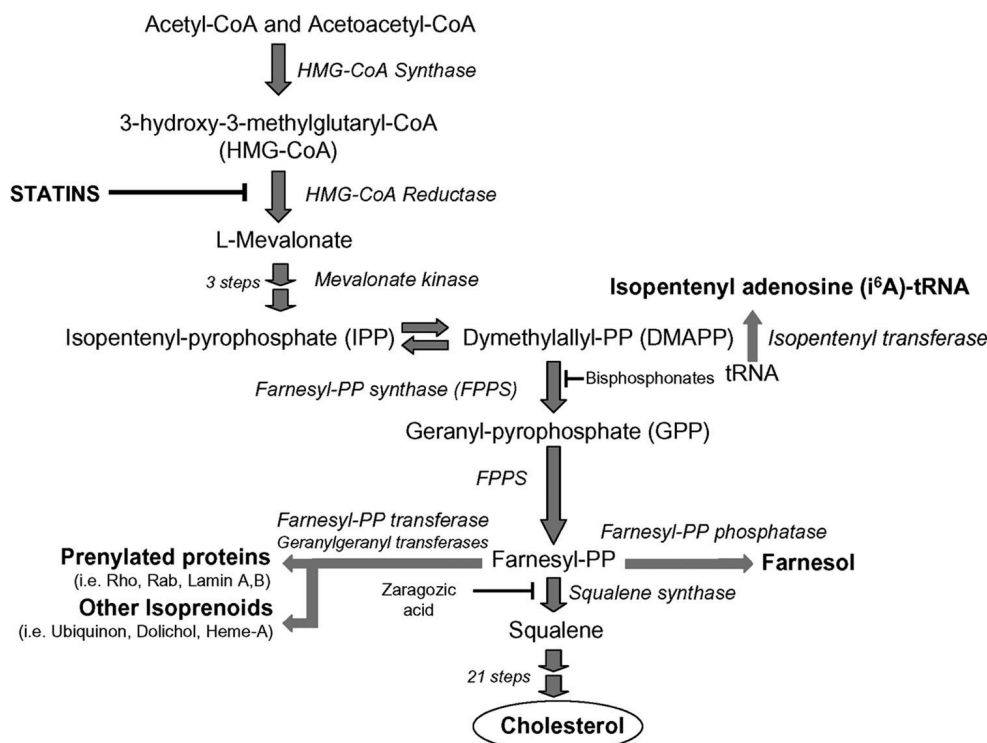 Acetyl-CoA and Acetoacetyl-CoA
HMG-CoA Synthase
3-hydroxy-3-methylglutaryl-CoA
(HMG-CoA)
STATINS
HMG-CoA Reductase
L-Mevalonate
3 steps
Mevalonate kinase
Isopentenyl adenosine (i⁶A)-tRNA
Isopentenyl-pyrophosphate (IPP)
Dymethylallyl-PP (DMAPP)
Isopentenyl transferase
Farnesyl-PP synthase (FPPS)
Bisphosphonates
tRNA
Geranyl-pyrophosphate (GPP)
FPPS
Farnesyl-PP transferase
Geranylgeranyl transferases
Farnesyl-PP phosphatase
Prenylated proteins
(i.e. Rho, Rab, Lamin A,B)
Farnesyl-PP
Farnesol
Zaragozic
acid
Squalene synthase
Other Isoprenoids
(i.e. Ubiquinon, Dolichol, Heme-A)
Squalene
21 steps
Cholesterol